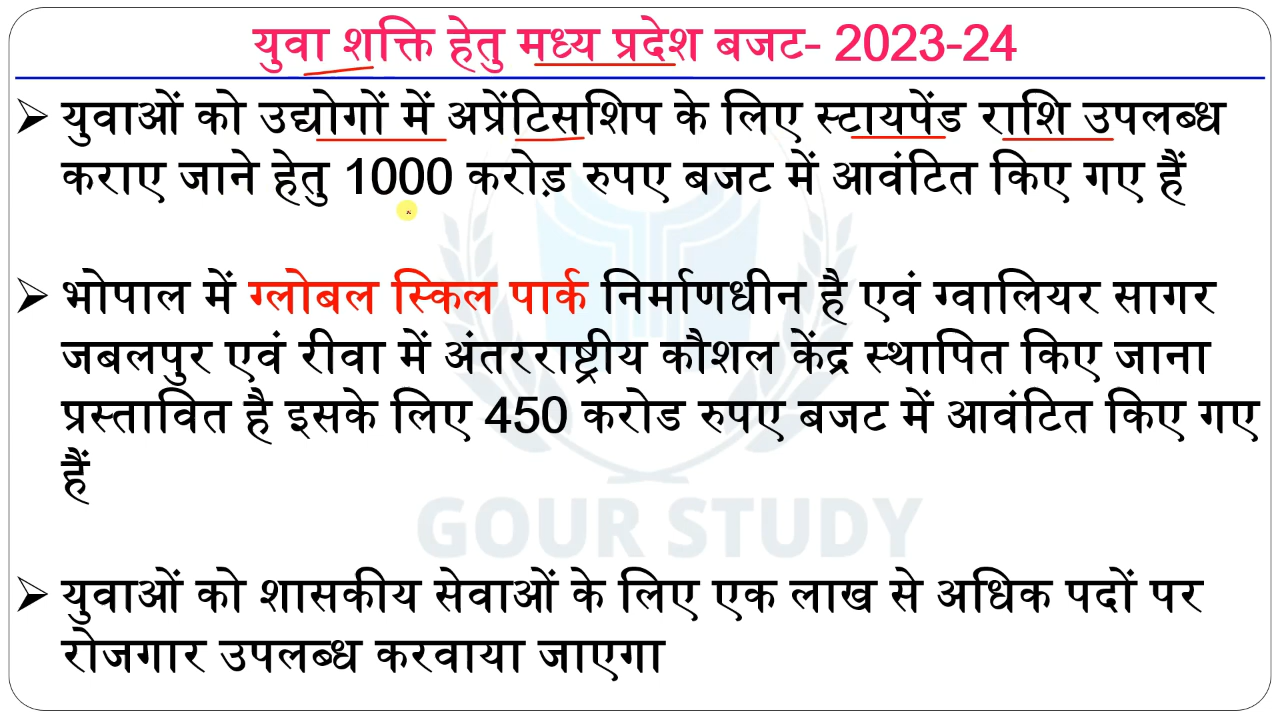 युवा शक्ति हेतु मध्य प्रदेश बजट- 2023-24
➢ युवाओं को उद्योगों में अप्रेंटिसशिप के लिए स्टायपेंड राशि उपलब्ध
कराए जाने हेतु 1000 करोड़ रुपए बजट में आवंटित किए गए हैं
➢ भोपाल में ग्लोबल स्किल पार्क निर्माणधीन है एवं ग्वालियर सागर
जबलपुर एवं रीवा में अंतरराष्ट्रीय कौशल केंद्र स्थापित किए जाना
प्रस्तावित है इसके लिए 450 करोड रुपए बजट में आवंटित किए गए
हैं
GOUR STUDY
➢ युवाओं को शासकीय सेवाओं के लिए एक लाख से अधिक पदों पर
रोजगार उपलब्ध करवाया जाएगा